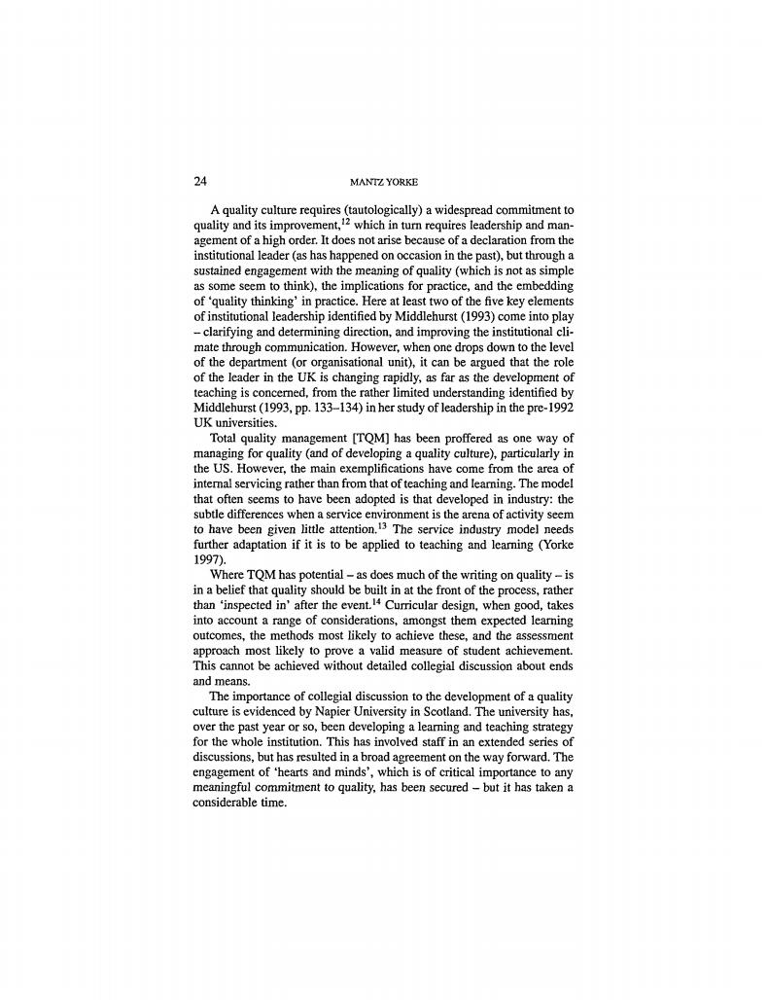 24
MANTZ YORKE
A quality culture requires (tautologically) a widespread commitment to
quality and its improvement,12 which in turn requires leadership and man-
agement of a high order. It does not arise because of a declaration from the
institutional leader (as has happened on occasion in the past), but through a
sustained engagement with the meaning of quality (which is not as simple
as some seem to think), the implications for practice, and the embedding
of ‘quality thinking’ in practice. Here at least two of the five key elements
of institutional leadership identified by Middlehurst (1993) come into play
– clarifying and determining direction, and improving the institutional cli-
mate through communication. However, when one drops down to the level
of the department (or organisational unit), it can be argued that the role
of the leader in the UK is changing rapidly, as far as the development of
teaching is concerned, from the rather limited understanding identified by
Middlehurst (1993, pp. 133–134) in her study of leadership in the pre-1992
UK universities.
Total quality management [TQM] has been proffered as one way of
managing for quality (and of developing a quality culture), particularly in
the US. However, the main exemplifications have come from the area of
internal servicing rather than from that of teaching and learning. The model
that often seems to have been adopted is that developed in industry: the
subtle differences when a service environment is the arena of activity seem
to have been given little attention.13 The service industry model needs
further adaptation if it is to be applied to teaching and learning (Yorke
1997).
Where TQM has potential – as does much of the writing on quality – is
in a belief that quality should be built in at the front of the process, rather
than ‘inspected in’ after the event.14 Curricular design, when good, takes
into account a range of considerations, amongst them expected learning
outcomes, the methods most likely to achieve these, and the assessment
approach most likely to prove a valid measure of student achievement.
This cannot be achieved without detailed collegial discussion about ends
and means.
The importance of collegial discussion to the development of a quality
culture is evidenced by Napier University in Scotland. The university has,
over the past year or so, been developing a learning and teaching strategy
for the whole institution. This has involved staff in an extended series of
discussions, but has resulted in a broad agreement on the way forward. The
engagement of ‘hearts and minds’, which is of critical importance to any
meaningful commitment to quality, has been secured – but it has taken a
considerable time.